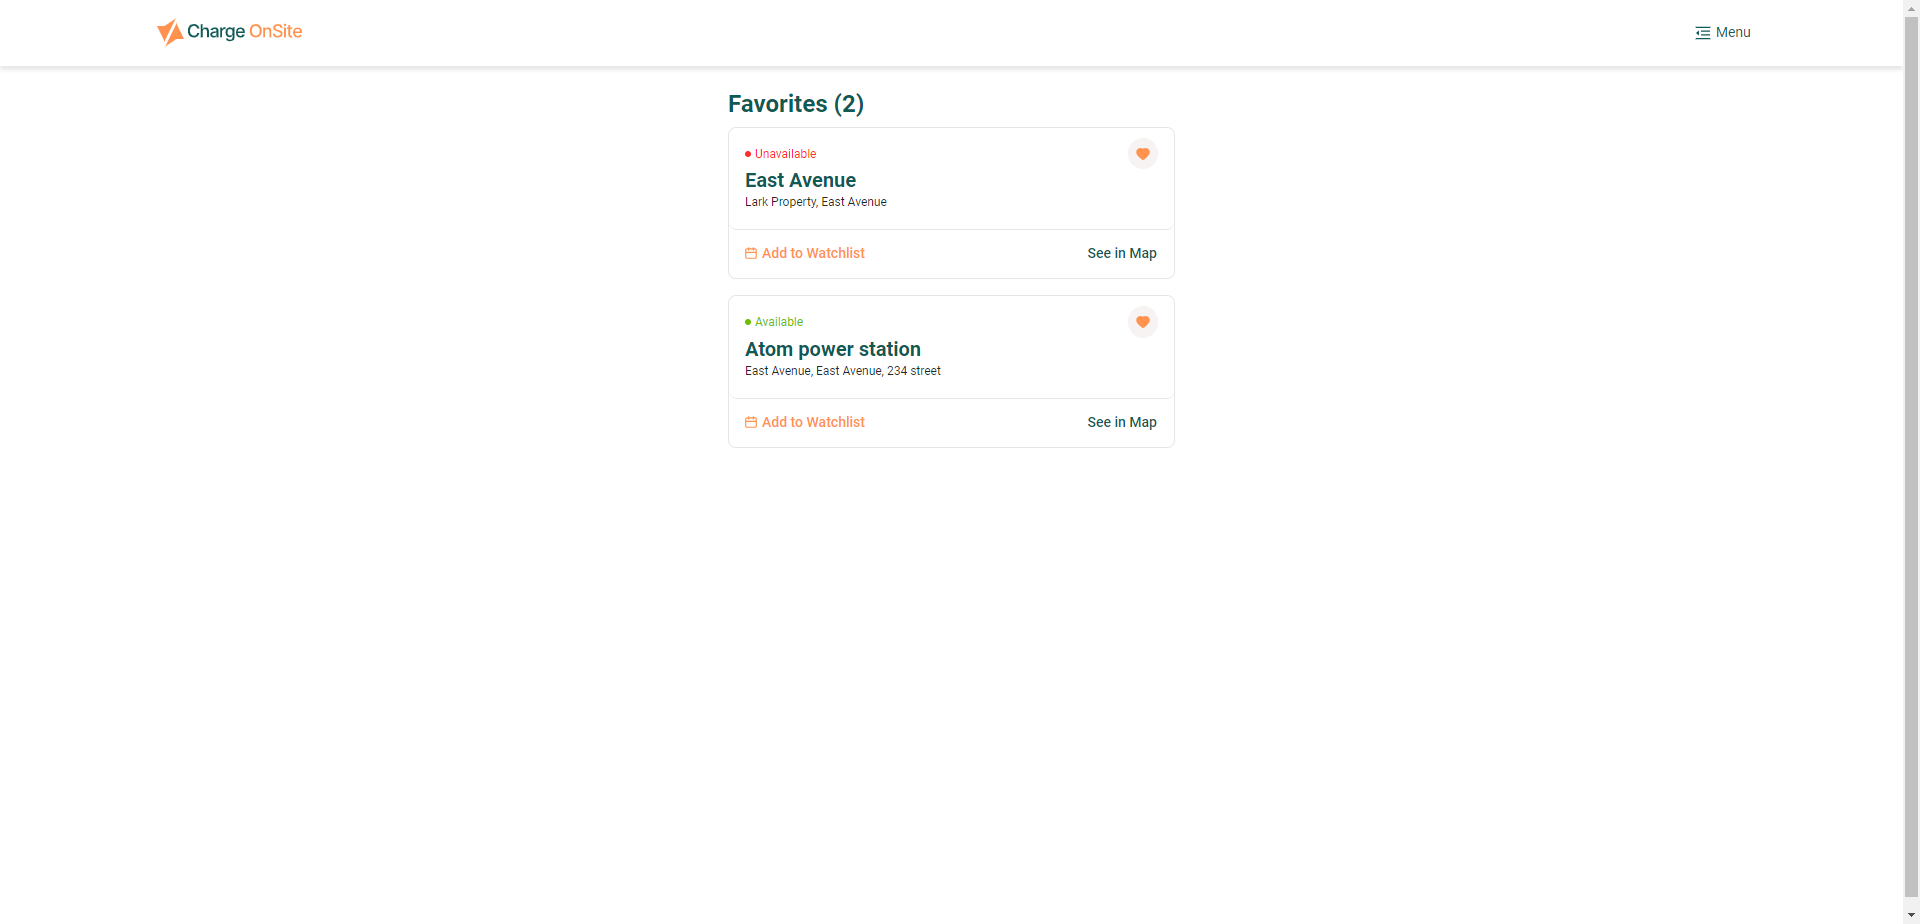 Charge OnSite
Menu
Favorites (2)
Unavailable
East Avenue
Lark Property, East Avenue
Add to Watchlist
See in Map
Available
Atom power station
East Avenue, East Avenue, 234 street
Add to Watchlist
See in Map